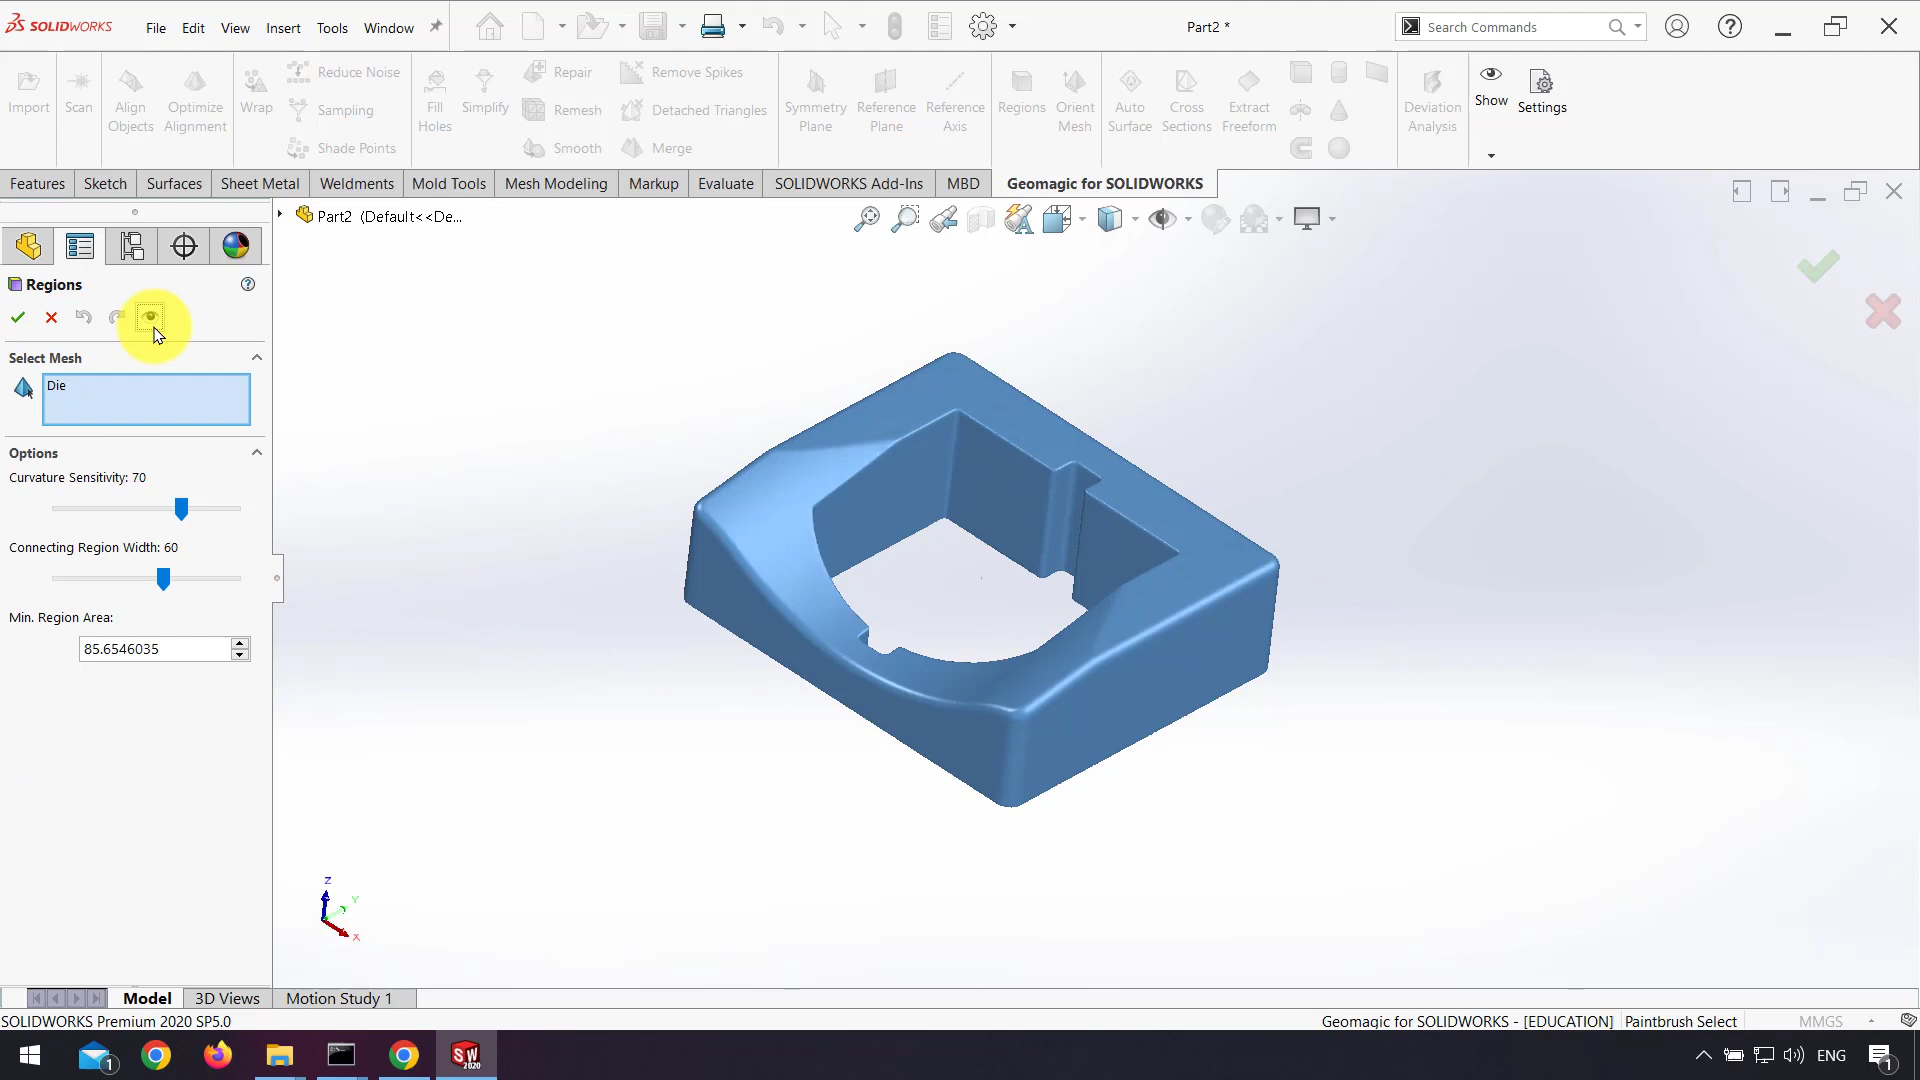 SOLIDWORKS
File Edit View Insert Tools Window
Part2 *
Search Commands
Import
Scan
Align Objects
Optimize Alignment
Wrap
Reduce Noise
Sampling
Shade Points
Fill Holes
Simplify
Repair
Remesh
Smooth
Remove Spikes
Detached Triangles
Merge
Symmetry Plane
Reference Plane
Reference Axis
Regions
Orient Mesh
Auto Surface
Cross Sections
Extract Freeform
Deviation Analysis
Show
Settings
Features Sketch Surfaces Sheet Metal Weldments Mold Tools Mesh Modeling Markup Evaluate SOLIDWORKS Add-Ins MBD Geomagic for SOLIDWORKS
Part2 (Default<<De...
Regions
Select Mesh
Die
Options
Curvature Sensitivity: 70
Connecting Region Width: 60
Min. Region Area:
85.6546035
Z
Y
X
Model 3D Views Motion Study 1
SOLIDWORKS Premium 2020 SP5.0
Geomagic for SOLIDWORKS - [EDUCATION] Paintbrush Select MMGS
1
SW
2020
ENG
1